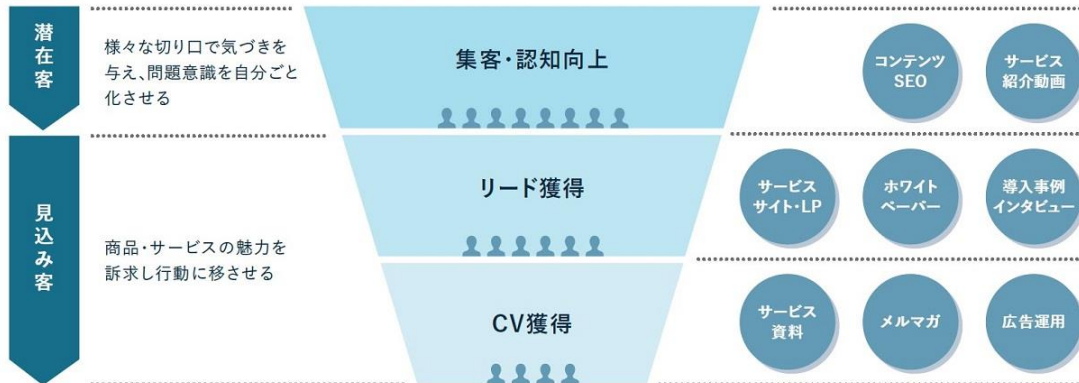 潜在客
様々な切り口で気づきを
与え、問題意識を自分ごと
化させる
集客・認知向上
コンテンツ
SEO
サービス
紹介動画
見込み客
商品・サービスの魅力を
訴求し行動に移させる
リード獲得
サービス
サイト・LP
ホワイト
ペーパー
導入事例
インタビュー
CV獲得
サービス
資料
メルマガ
広告運用